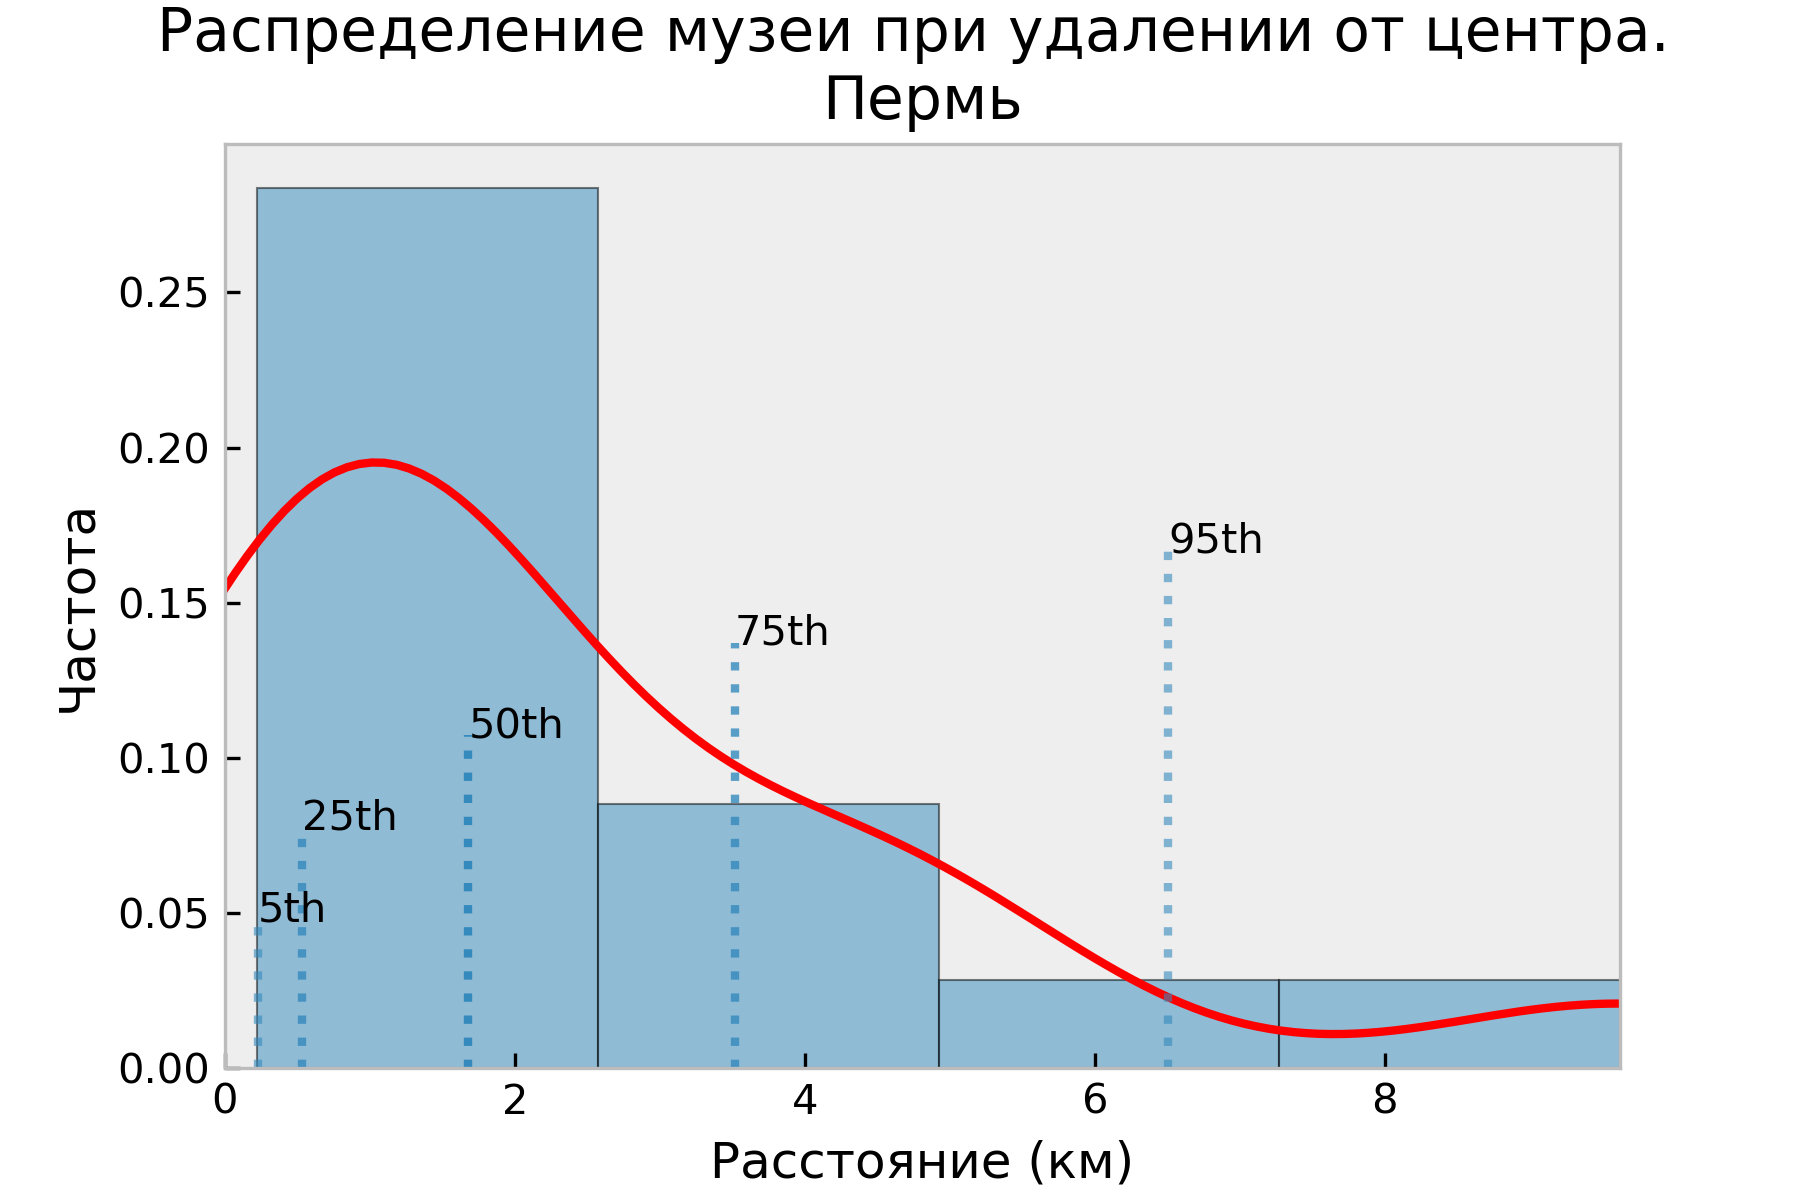 Распределение музеи при удалении от центра.
Пермь
Частота
0.25
0.20
0.15
0.10
0.05
0.00
95th
75th
50th
25th
5th
0 2 4 6 8
Расстояние (км)